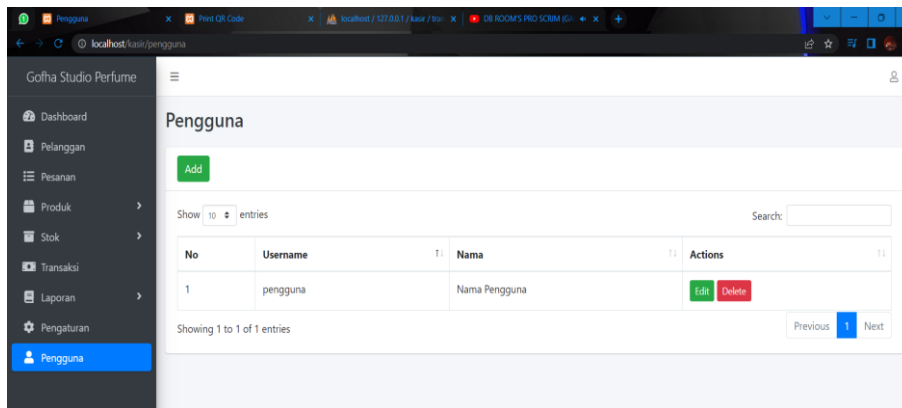 Pengguna
Print QR Code
localhost / 127.0.0.1 / kasir / tran
DB ROOM'S PRO SCRIM (GA
localhost/kasir/pengguna
Gofha Studio Perfume
Dashboard
Pelanggan
Pesanan
Produk
Stok
Transaksi
Laporan
Pengaturan
Pengguna
Pengguna
Add
Show 10 entries
Search:
No Username Nama Actions
1 pengguna Nama Pengguna Edit Delete
Showing 1 to 1 of 1 entries
Previous 1 Next